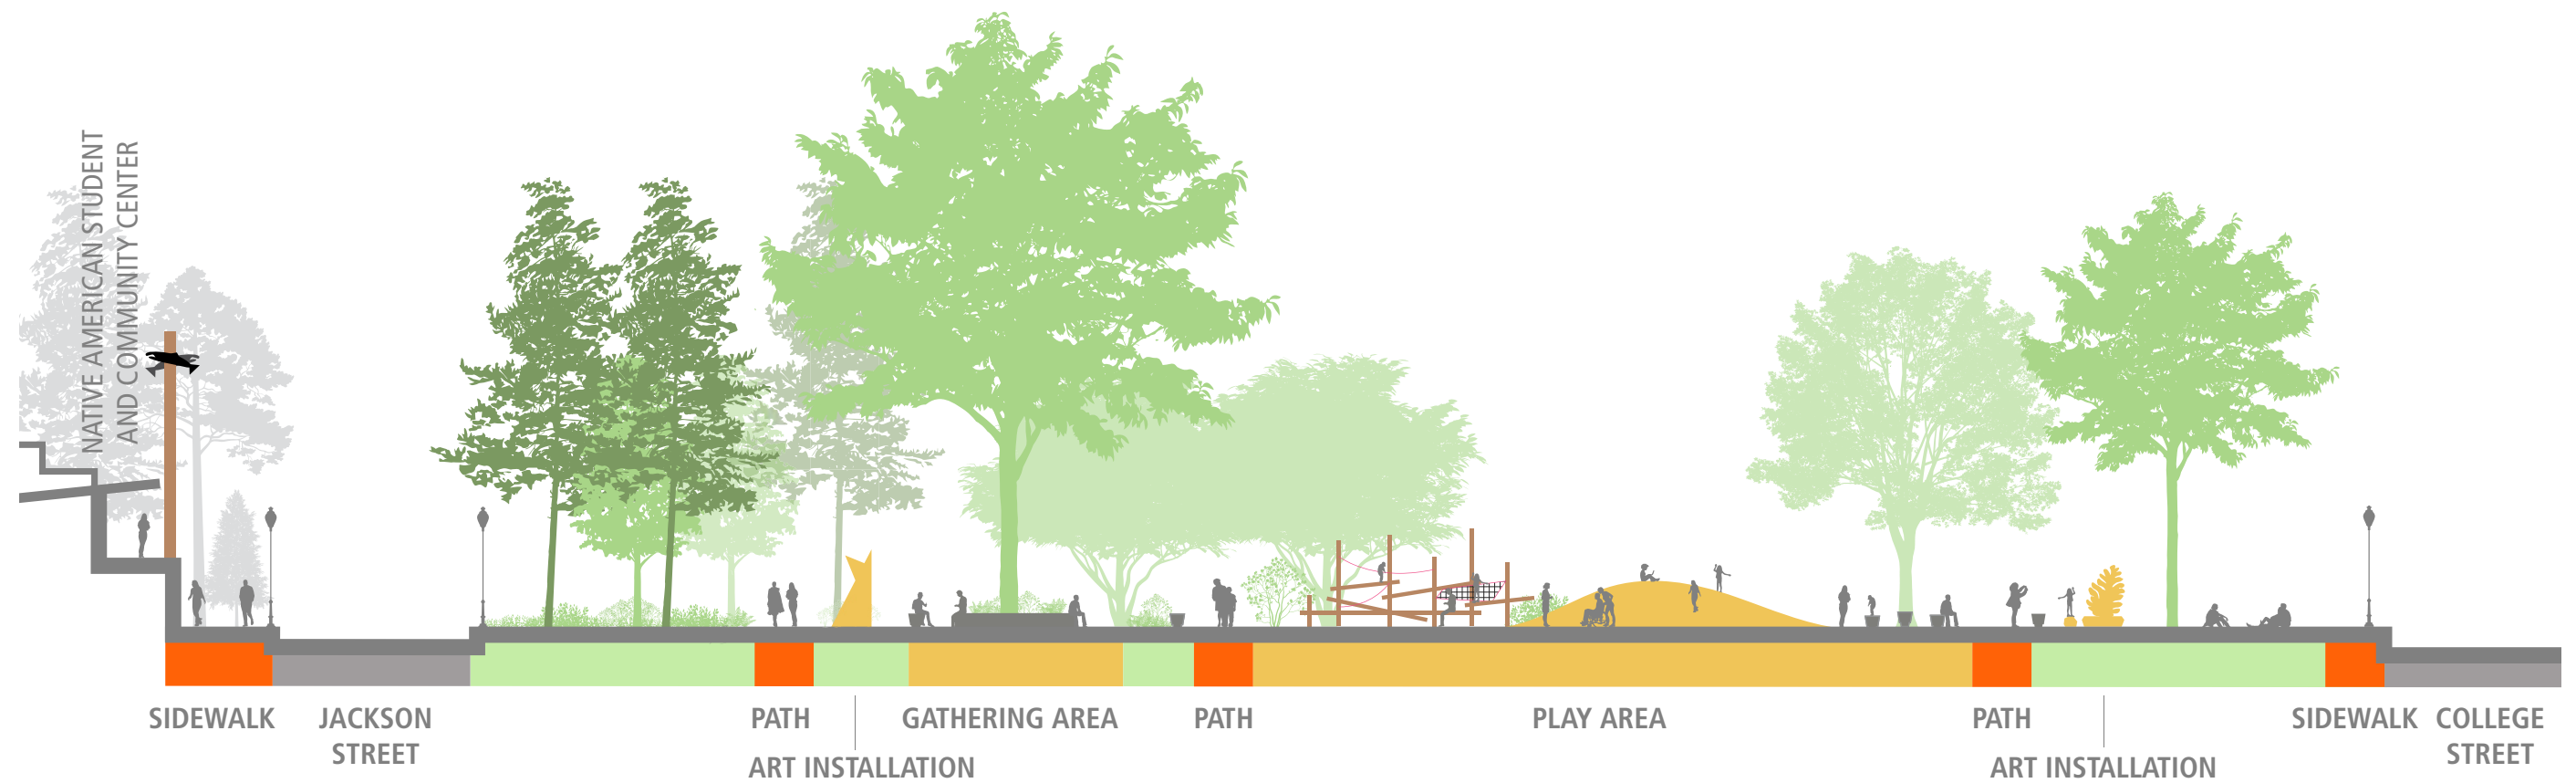 NATIVE AMERICAN STUDENT
AND COMMUNITY CENTER
SIDEWALK
JACKSON
STREET
PATH
ART INSTALLATION
GATHERING AREA
PATH
PLAY AREA
PATH
ART INSTALLATION
SIDEWALK
COLLEGE
STREET